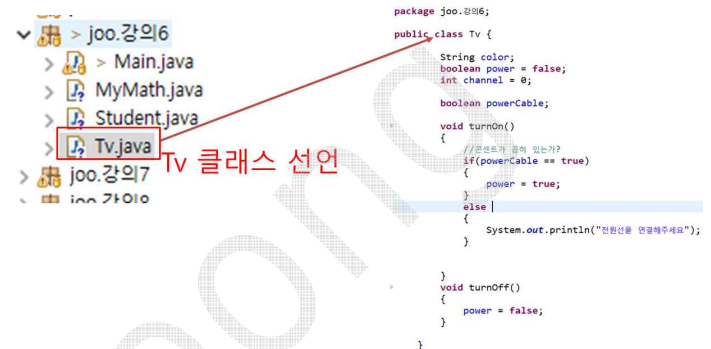 > joo.강의6
> > Main.java
> MyMath.java
> Student.java
> Tv.java
Tv 클래스 선언
> joo.강의7
package joo.강의6;
public class Tv {
String color;
boolean power = false;
int channel = 0;
boolean powerCable;
void turnOn()
{
//콘센트가 꼽혀 있는가?
if(powerCable == true)
{
power = true;
}
else
{
System.out.println("전원선을 연결해주세요");
}
}
void turnOff()
{
power = false;
}
}